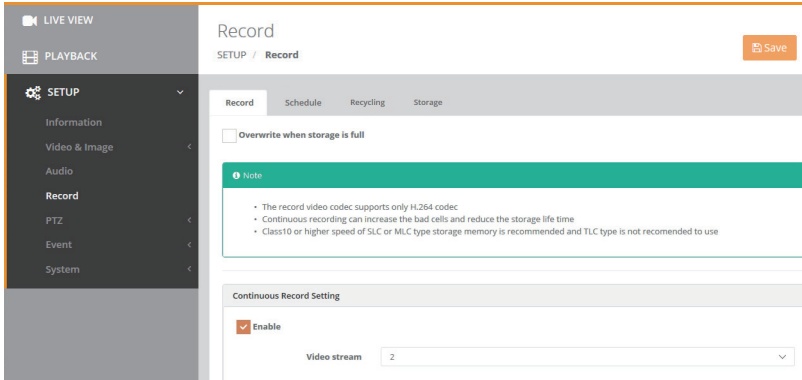 LIVE VIEW
PLAYBACK
SETUP
Information
Video & Image
Audio
Record
PTZ
Event
System
Record
SETUP / Record
Save
Record Schedule Recycling Storage
Overwrite when storage is full
Note
• The record video codec supports only H.264 codec
• Continuous recording can increase the bad cells and reduce the storage life time
• Class10 or higher speed of SLC or MLC type storage memory is recommended and TLC type is not recomended to use
Continuous Record Setting
Enable
Video stream 2